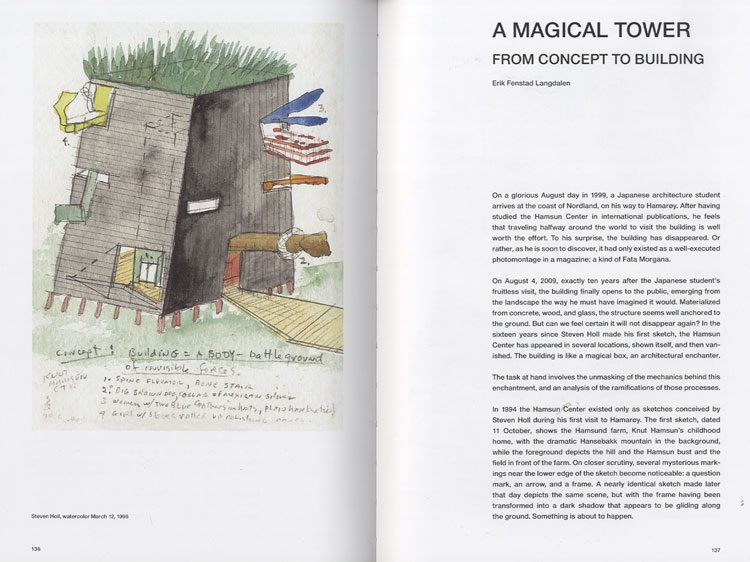 3.
4.
2.
Concept: Building = A Body – battleground
of invisible forces.
KNUT
HAMSUN
CTR
1. SPINE ELEVATOR, BONE STAIR
2. BIG BROWN DOG COLLAR of MEXICAN SILVER
3 Women w/ TWO BLUE feathers in hats,
4 Girl w/ sleeves rolled up polishing
Steven Holl, watercolor March 12, 1998
136
A MAGICAL TOWER
FROM CONCEPT TO BUILDING
Erik Fenstad Langdalen
On a glorious August day in 1999, a Japanese architecture student
arrives at the coast of Nordland, on his way to Hamarøy. After having
studied the Hamsun Center in international publications, he feels
that traveling halfway around the world to visit the building is well
worth the effort. To his surprise, the building has disappeared. Or
rather, as he is soon to discover, it had only existed as a well-executed
photomontage in a magazine; a kind of Fata Morgana.
On August 4, 2009, exactly ten years after the Japanese student's
fruitless visit, the building finally opens to the public, emerging from
the landscape the way he must have imagined it would. Materialized
from concrete, wood, and glass, the structure seems well anchored to
the ground. But can we feel certain it will not disappear again? In the
sixteen years since Steven Holl made his first sketch, the Hamsun
Center has appeared in several locations, shown itself, and then van-
ished. The building is like a magical box, an architectural enchanter.
The task at hand involves the unmasking of the mechanics behind this
enchantment, and an analysis of the ramifications of those processes.
In 1994 the Hamsun Center existed only as sketches conceived by
Steven Holl during his first visit to Hamarøy. The first sketch, dated
11 October, shows the Hamsund farm, Knut Hamsun's childhood
home, with the dramatic Hansebakk mountain in the background,
while the foreground depicts the hill and the Hamsun bust and the
field in front of the farm. On closer scrutiny, several mysterious mark-
ings near the lower edge of the sketch become noticeable: a question
mark, an arrow, and a frame. A nearly identical sketch made later
that day depicts the same scene, but with the frame having been
transformed into a dark shadow that appears to be gliding along
the ground. Something is about to happen.
137